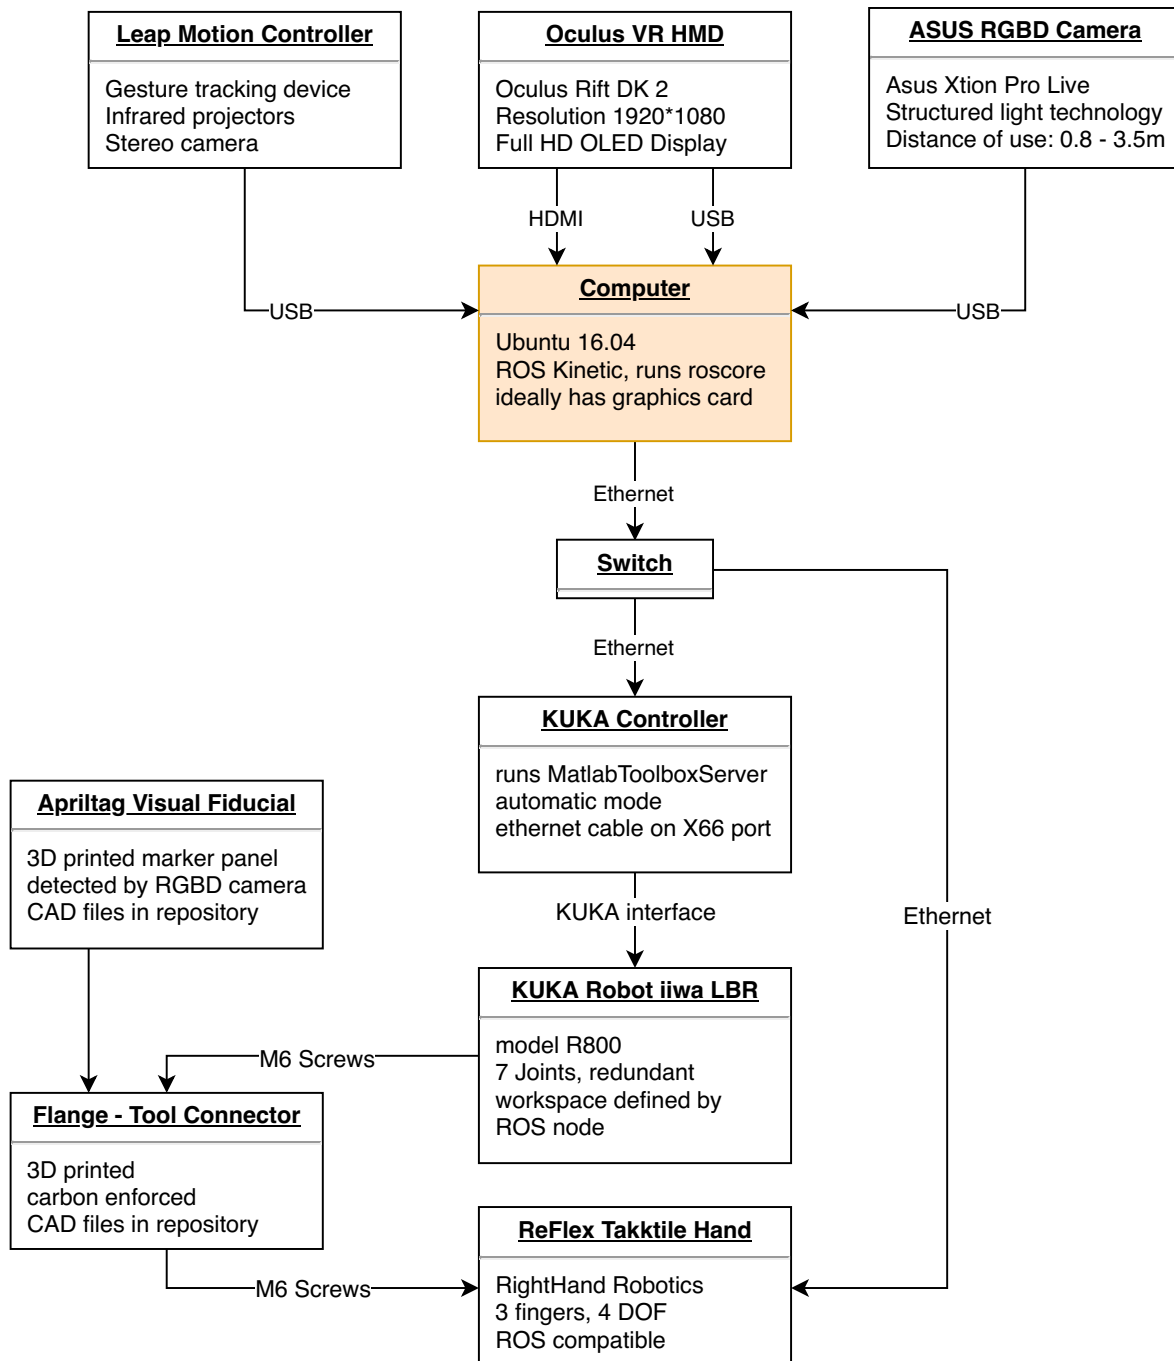 Leap Motion Controller
Gesture tracking device
Infrared projectors
Stereo camera
Oculus VR HMD
Oculus Rift DK 2
Resolution 1920*1080
Full HD OLED Display
ASUS RGBD Camera
Asus Xtion Pro Live
Structured light technology
Distance of use: 0.8 - 3.5m
HDMI
USB
USB
USB
Computer
Ubuntu 16.04
ROS Kinetic, runs roscore
ideally has graphics card
Ethernet
Switch
Ethernet
KUKA Controller
runs MatlabToolboxServer
automatic mode
ethernet cable on X66 port
Apriltag Visual Fiducial
3D printed marker panel
detected by RGBD camera
CAD files in repository
KUKA interface
Ethernet
KUKA Robot iiwa LBR
model R800
7 Joints, redundant
workspace defined by
ROS node
M6 Screws
Flange - Tool Connector
3D printed
carbon enforced
CAD files in repository
M6 Screws
ReFlex Takktile Hand
RightHand Robotics
3 fingers, 4 DOF
ROS compatible